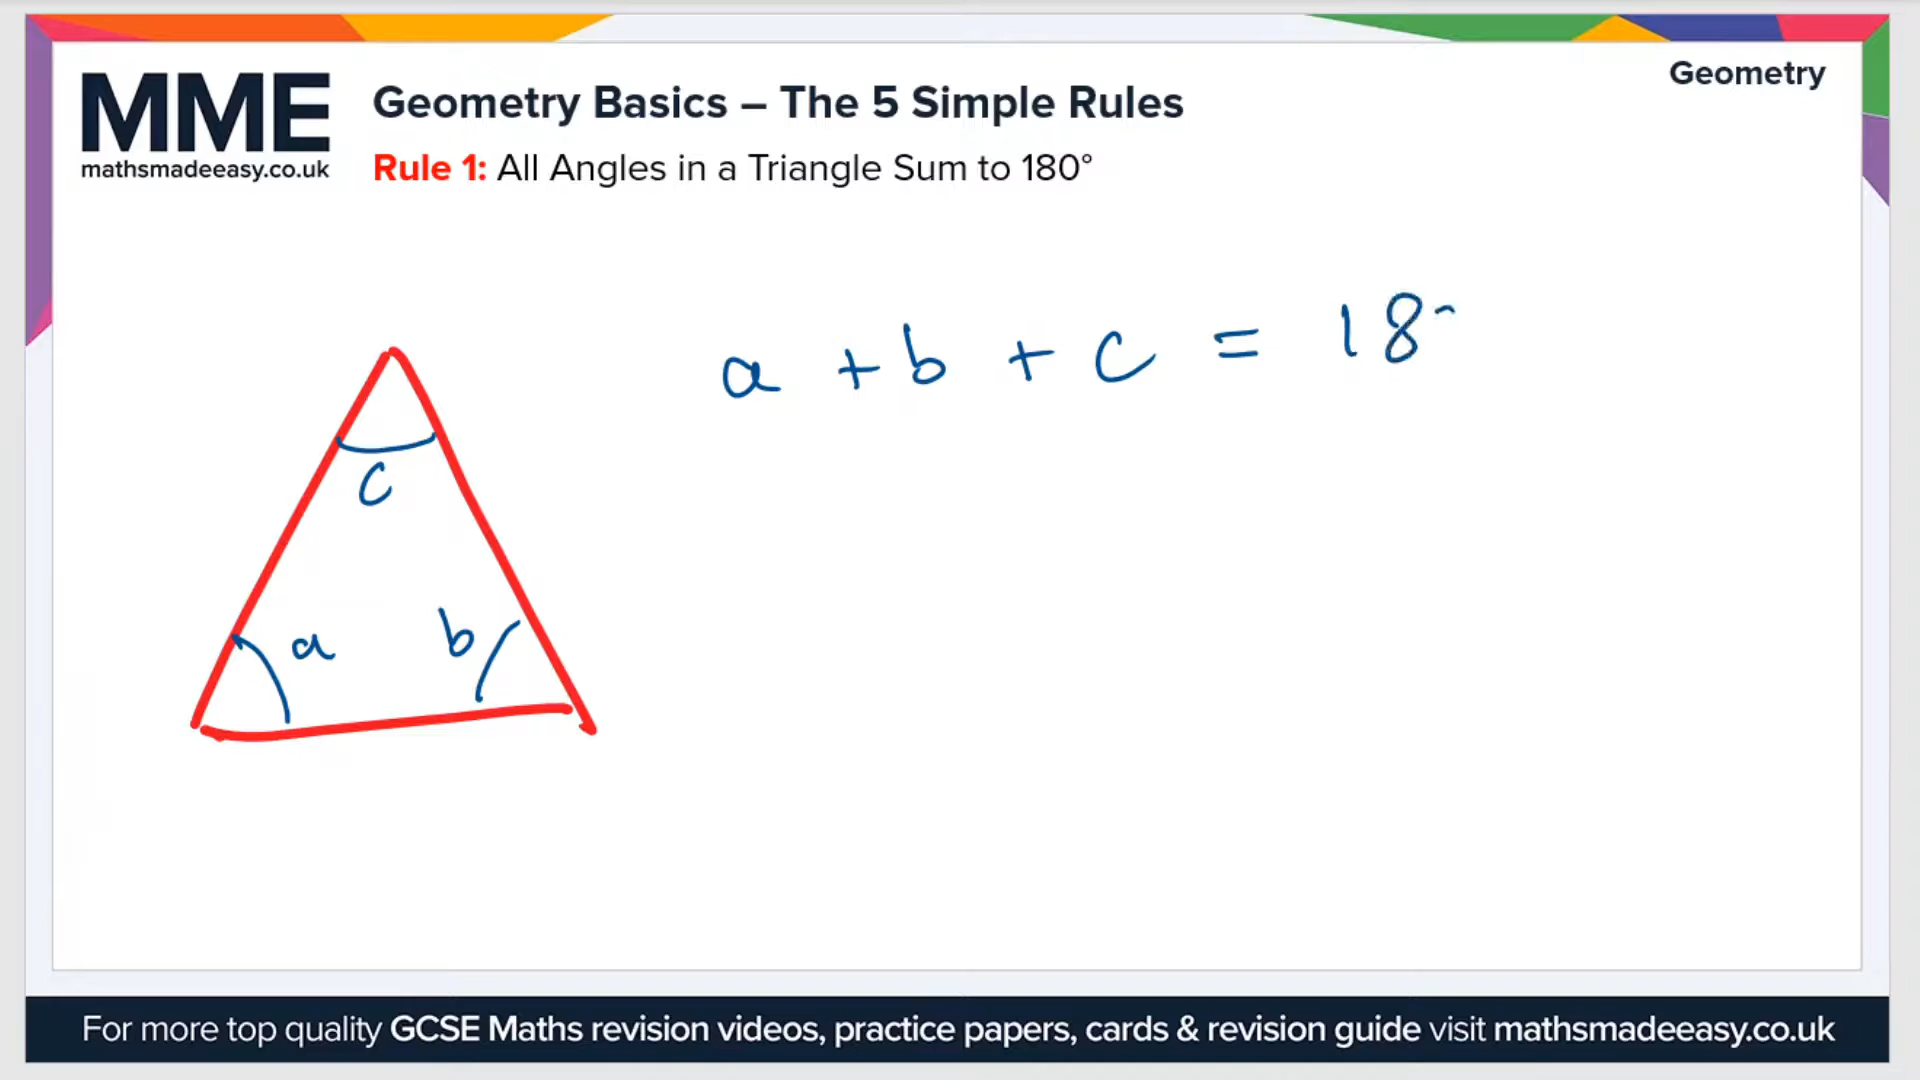 MME
mathsmadeeasy.co.uk
Geometry Basics – The 5 Simple Rules
Geometry
Rule 1: All Angles in a Triangle Sum to 180°
a + b + c = 18
c
a
b
For more top quality GCSE Maths revision videos, practice papers, cards & revision guide visit mathsmadeeasy.co.uk